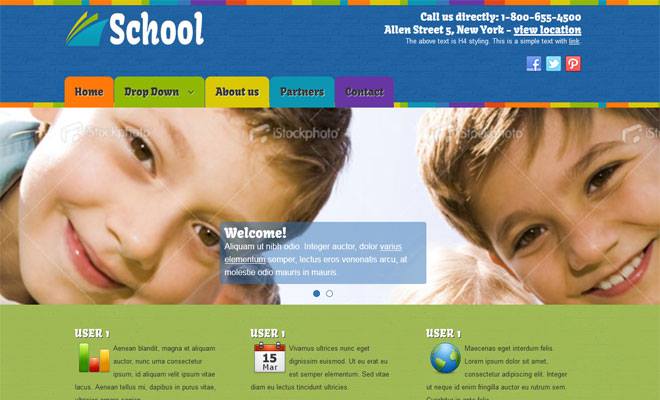 School
Call us directly: 1-800-655-4500
Allen Street 5, New York - view location
The above text is H4 styling. This is a simple text with link.
Home
Drop Down
About us
Partners
Contact
iStockphoto
iStockphoto
iStockphoto
Welcome!
Aliquam ut nibh odio. Integer auctor, dolor varius
elementum semper, lectus eros venenatis arcu, at
molestie odio mauris in mauris.
USER 1
Aenean blandit, magna et aliquam
auctor, nunc urna consectetur
ipsum, id aliquam velit ipsum vitae
lacus. Aenean tellus mi, dapibus in purus vitae,
USER 1
15
Mar
Vivamus ultrices nunc eget
dignissim euismod. Ut eu erat eu
est semper elementum. Sed vitae
diam eu lectus tincidunt ultricies.
USER 1
Maecenas eget interdum felis.
Lorem ipsum dolor sit amet,
consectetur adipiscing elit. Integer
ut neque id enim fringilla auctor eu rutrum sem.